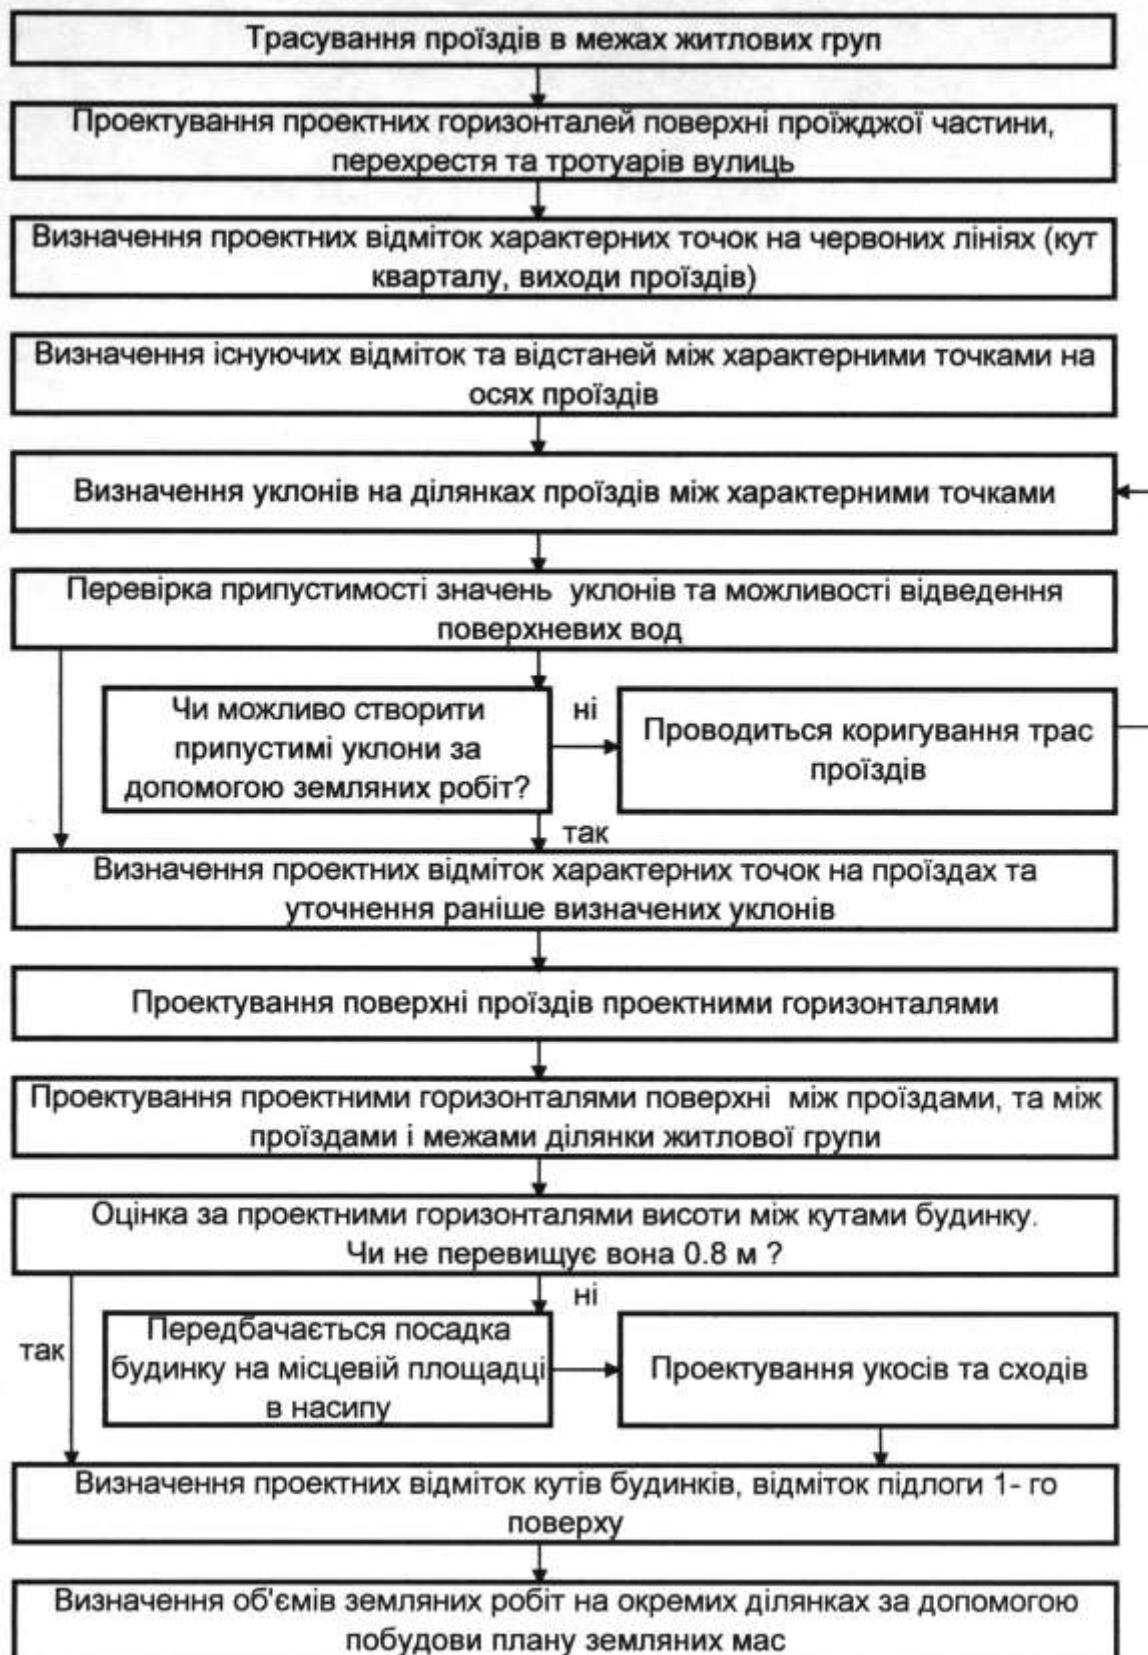 Трасування проїздів в межах житлових груп
Проектування проектних горизонталей поверхні проїжджої частини,
перехрестя та тротуарів вулиць
Визначення проектних відміток характерних точок на червоних лініях (кут
кварталу, виходи проїздів)
Визначення існуючих відміток та відстаней між характерними точками на
осях проїздів
Визначення уклонів на ділянках проїздів між характерними точками
Перевірка припустимості значень уклонів та можливості відведення
поверхневих вод
Чи можливо створити
припустимі уклони за
допомогою земляних робіт?
ні
Проводиться коригування трас
проїздів
так
Визначення проектних відміток характерних точок на проїздах та
уточнення раніше визначених уклонів
Проектування поверхні проїздів проектними горизонталями
Проектування проектними горизонталями поверхні між проїздами, та між
проїздами і межами ділянки житлової групи
Оцінка за проектними горизонталями висоти між кутами будинку.
Чи не перевищує вона 0.8 м ?
ні
так
Передбачається посадка
будинку на місцевій площадці
в насипу
Проектування укосів та сходів
Визначення проектних відміток кутів будинків, відміток підлоги 1- го
поверху
Визначення об'ємів земляних робіт на окремих ділянках за допомогою
побудови плану земляних мас